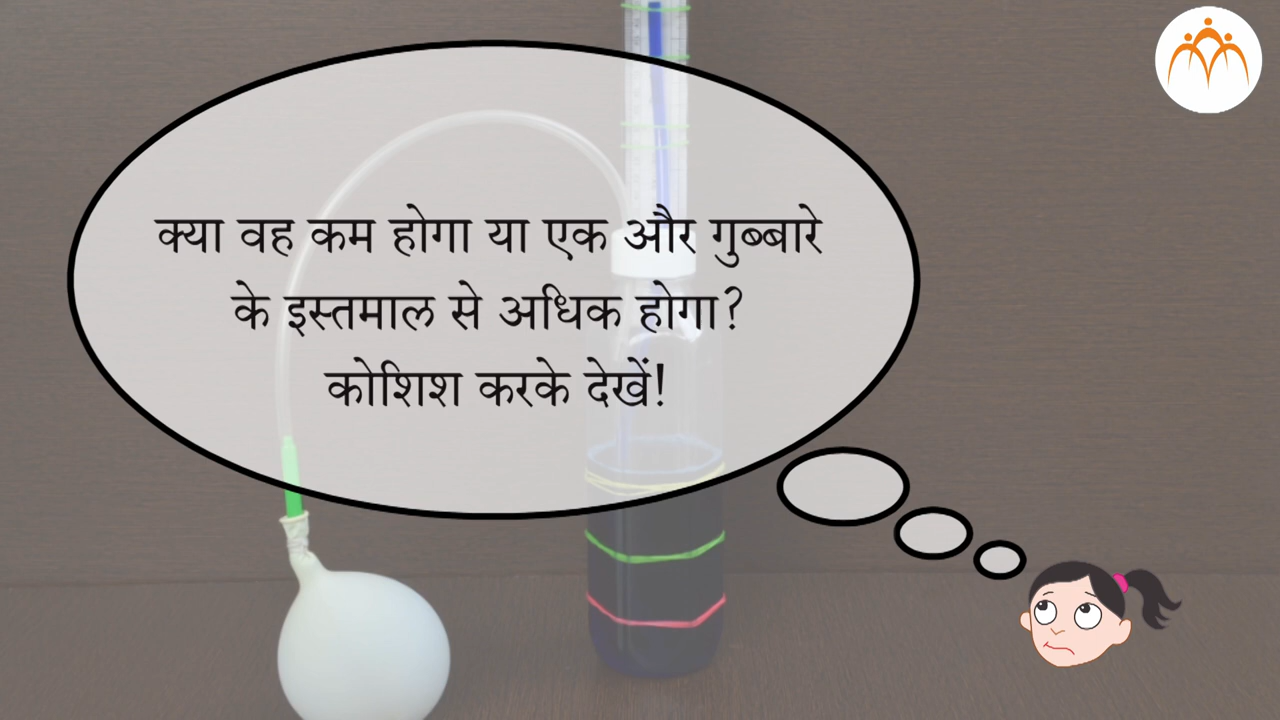 क्या वह कम होगा या एक और गुब्बारे
के इस्तमाल से अधिक होगा?
कोशिश करके देखें!